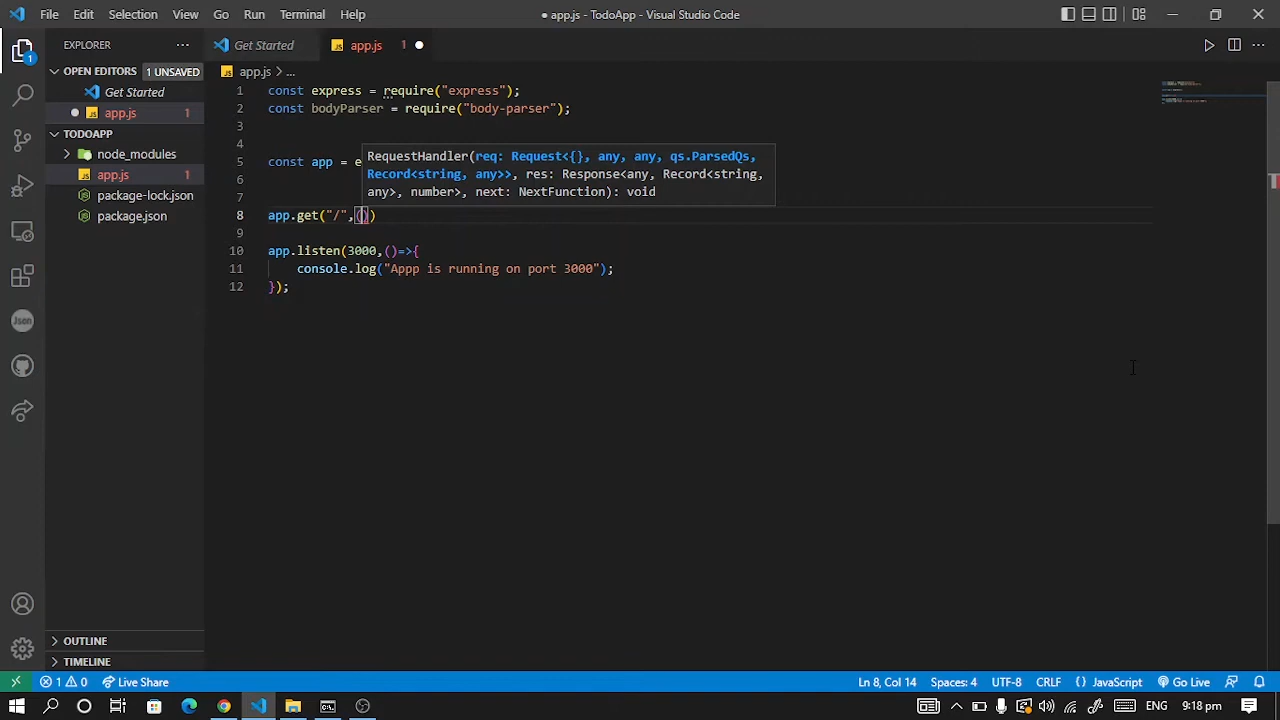 File Edit Selection View Go Run Terminal Help
● app.js - TodoApp - Visual Studio Code
EXPLORER
Get Started
app.js 1
OPEN EDITORS 1 UNSAVED
Get Started
app.js 1
TODOAPP
node_modules
app.js 1
package-lock.json
package.json
OUTLINE
TIMELINE
app.js > ...
1 const express = require("express");
2 const bodyParser = require("body-parser");
3
4
5 const app = e
6
7
RequestHandler(req: Request<{}, any, any, qs.ParsedQs,
Record<string, any>>, res: Response<any, Record<string,
any>, number>, next: NextFunction): void
8 app.get("/",())
9
10 app.listen(3000,()=>{
11 console.log("Appp is running on port 3000");
12 });
1
Json
1 0 Live Share
Ln 8, Col 14 Spaces: 4 UTF-8 CRLF {} JavaScript Go Live
ENG 9:18 pm